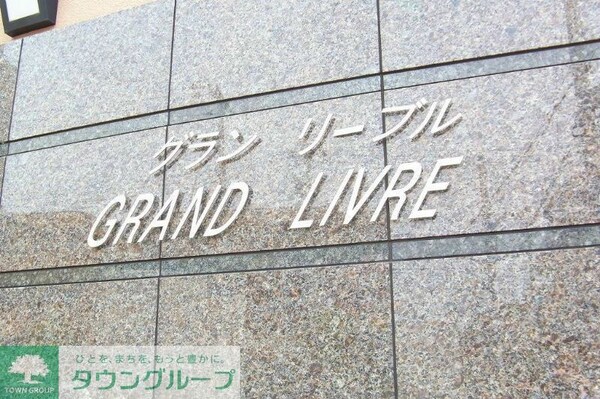 グラン リーブル
GRAND LIVRE
ひとを、まちを、もっと豊かに。
タウングループ
TOWN GROUP